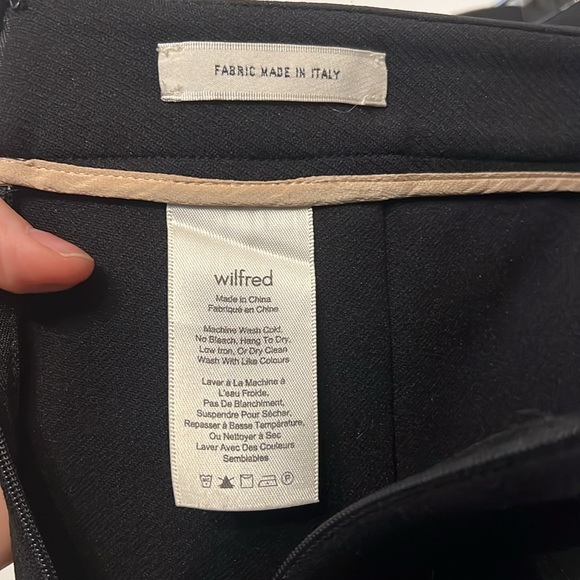 FABRIC MADE IN ITALY
wilfred
Made in China
Fabriqué en Chine
Machine Wash Cold,
No Bleach, Hang To Dry,
Low Iron, Or Dry Clean
Wash With Like Colours
Laver à La Machine à
L'eau Froide,
Pas De Blanchiment,
Suspendre Pour Sécher,
Repasser à Basse Température,
Ou Nettoyer à Sec
Laver Avec Des Couleurs
Semblables